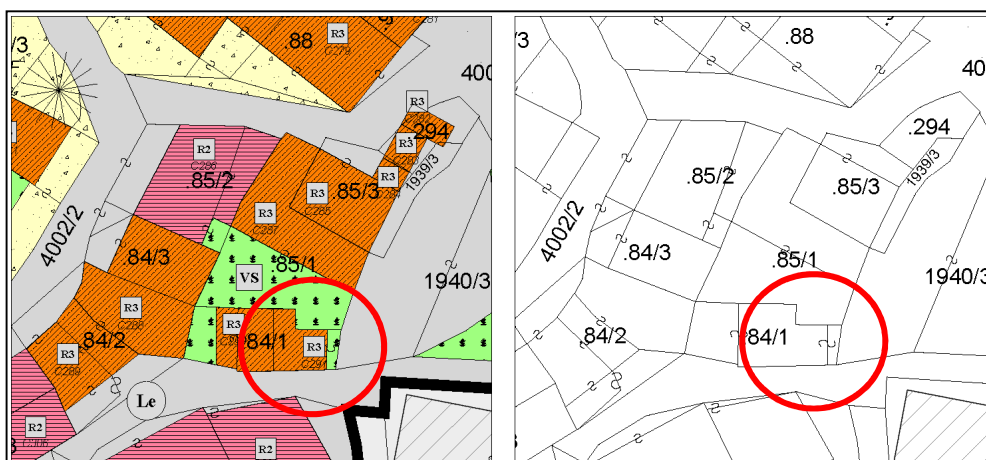 .88
R3
C279
/3
400
R3
.294
R3
R3
1939/3
R2
C286
.85/2
R3
C285
.85/3
R3
C287
4002/2
.84/3
VS
.85/1
1940/3
R3
C288
R3
84/1
R3
.84/2
R3
C289
Le
R2
R2
/3
.88
40
.294
1939/3
.85/2
.85/3
4002/2
.84/3
.85/1
1940/3
84/1
84/2